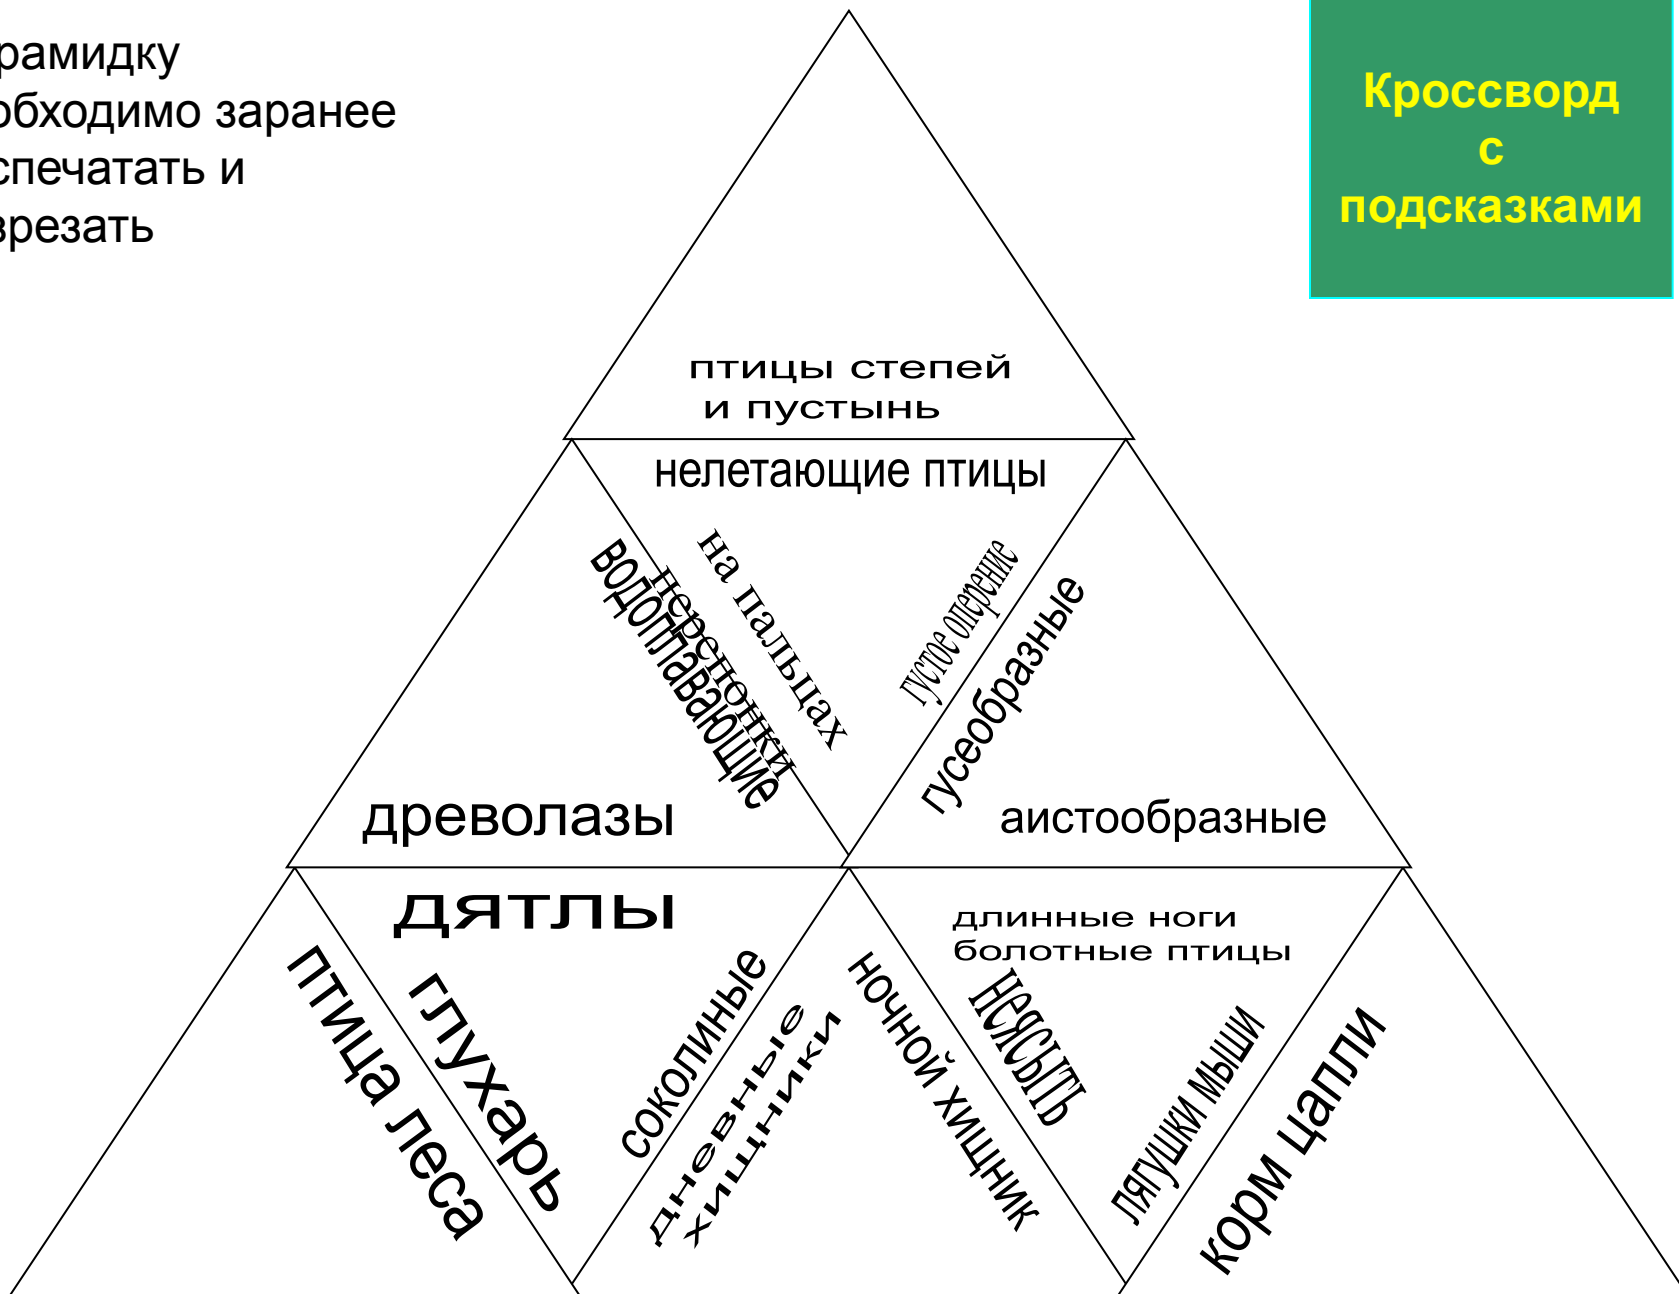 рамидку
обходимо заранее
спечатать и
зрезать
Кроссворд
с
подсказками
птицы степей
и пустынь
нелетающие птицы
на пальцах
перепонки
водоплавающие
густое оперение
гусеобразные
древолазы
аистообразные
дятлы
длинные ноги
болотные птицы
птица леса
глухарь
соколиные
дневные
хищники
ночной хищник
неясыть
лягушки мыши
корм цапли